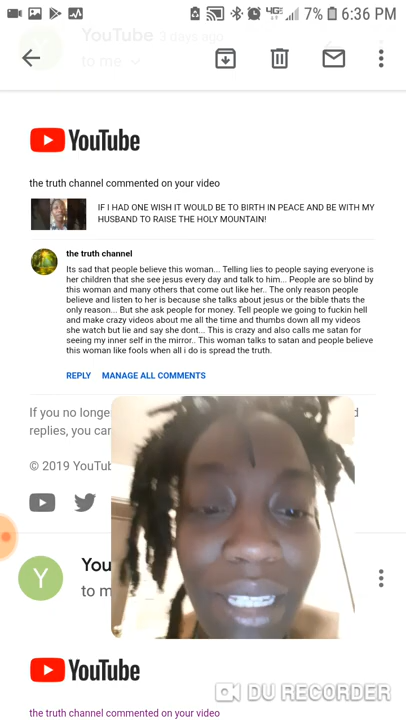 4GE 7% 6:36 PM
YouTube 3 days ago
to me
YouTube
the truth channel commented on your video
IF I HAD ONE WISH IT WOULD BE TO BIRTH IN PEACE AND BE WITH MY
HUSBAND TO RAISE THE HOLY MOUNTAIN!
the truth channel
Its sad that people believe this woman... Telling lies to people saying everyone is
her children that she see jesus every day and talk to him... People are so blind by
this woman and many others that come out like her.. The only reason people
believe and listen to her is because she talks about jesus or the bible thats the
only reason... But she ask people for money. Tell people we going to fuckin hell
and make crazy videos about me all the time and thumbs down all my videos
she watch but lie and say she dont... This is crazy and also calls me satan for
seeing my inner self in the mirror.. This woman talks to satan and people believe
this woman like fools when all i do is spread the truth.
REPLY MANAGE ALL COMMENTS
If you no longe
replies, you can
© 2019 YouTub
Y You
to m
YouTube
DU RECORDER
the truth channel commented on your video